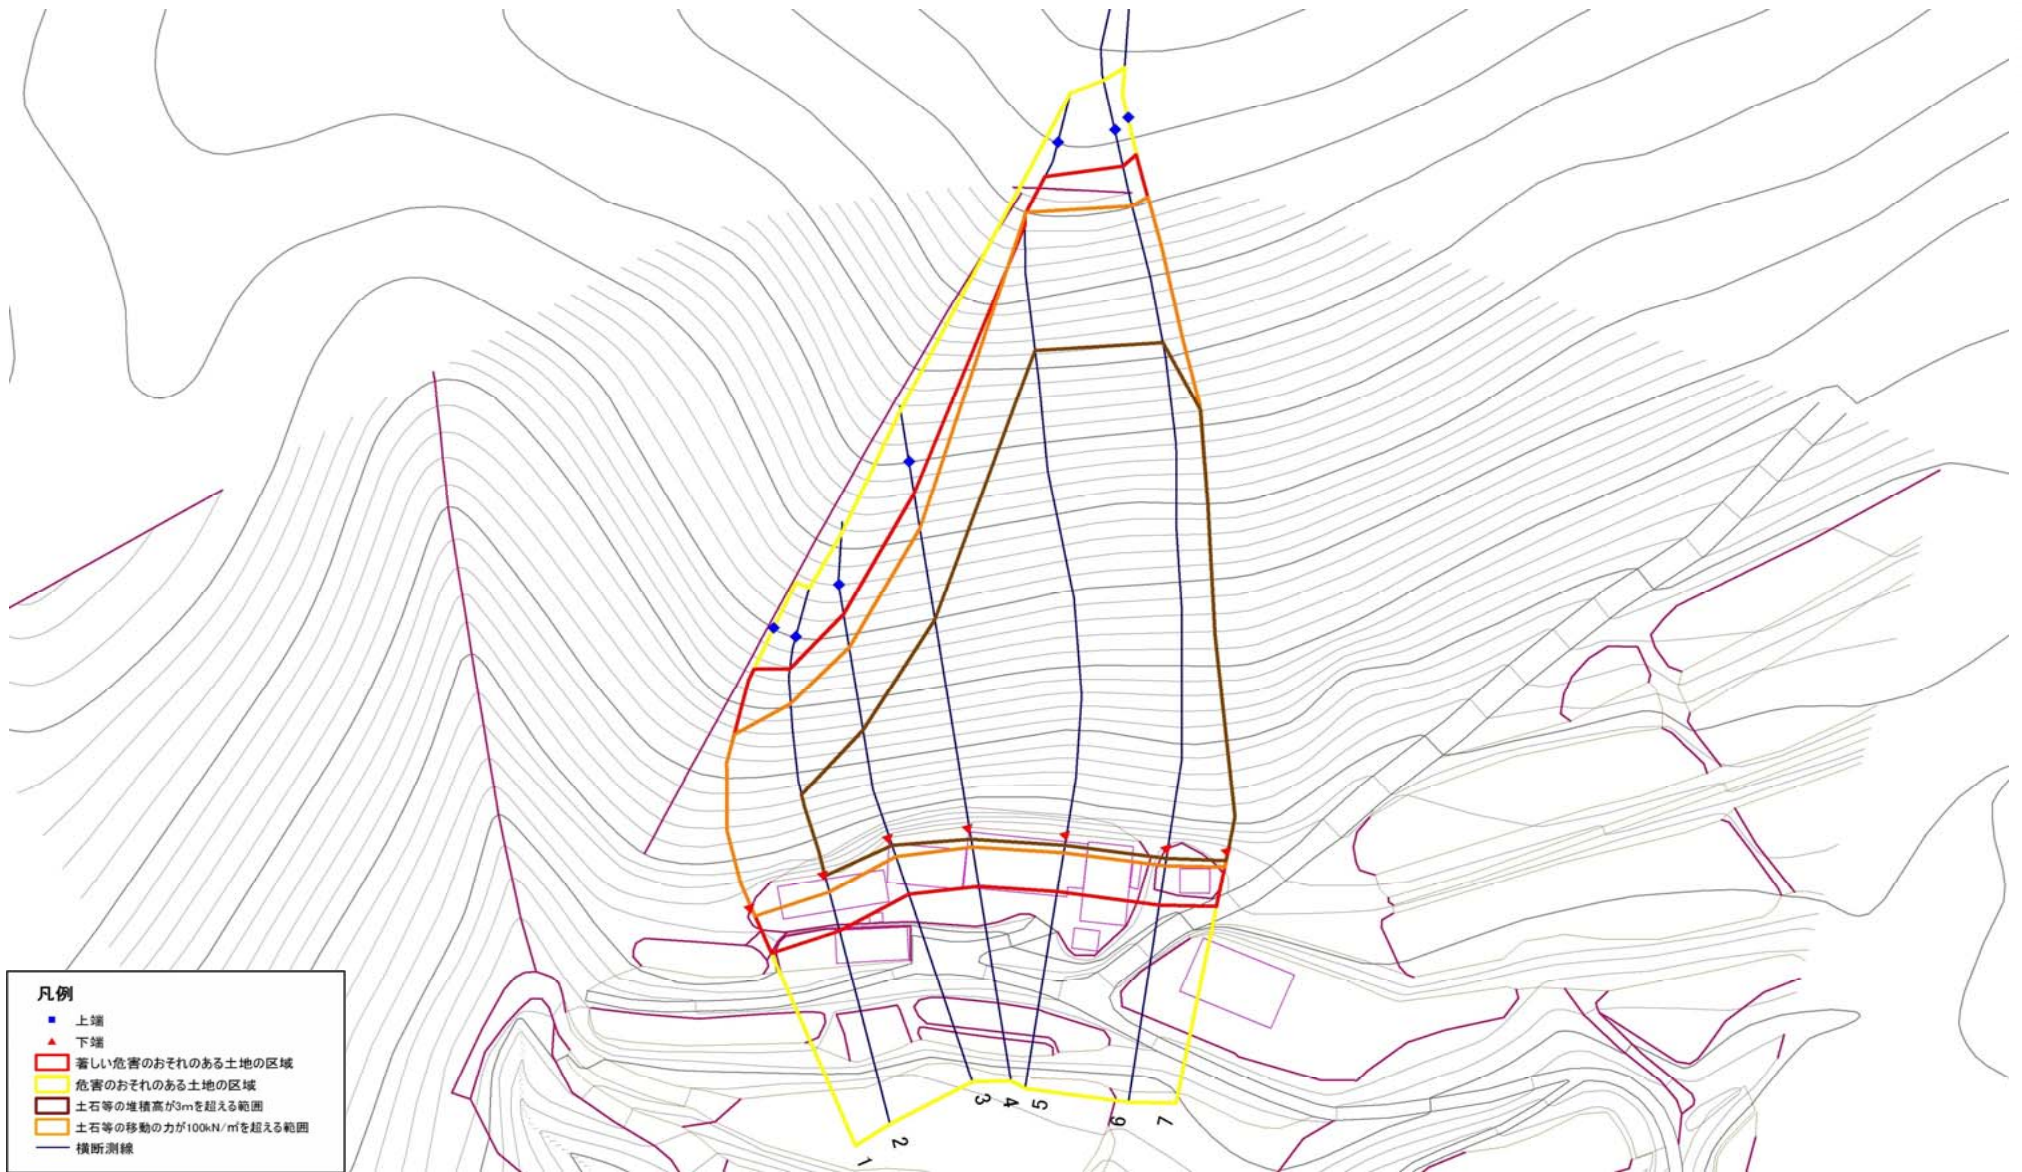 凡例
上端
下端
著しい危害のおそれのある土地の区域
危害のおそれのある土地の区域
土石等の堆積高が3mを超える範囲
土石等の移動の力が100kN/㎡を超える範囲
横断測線
1
2
3
4
5
6
7